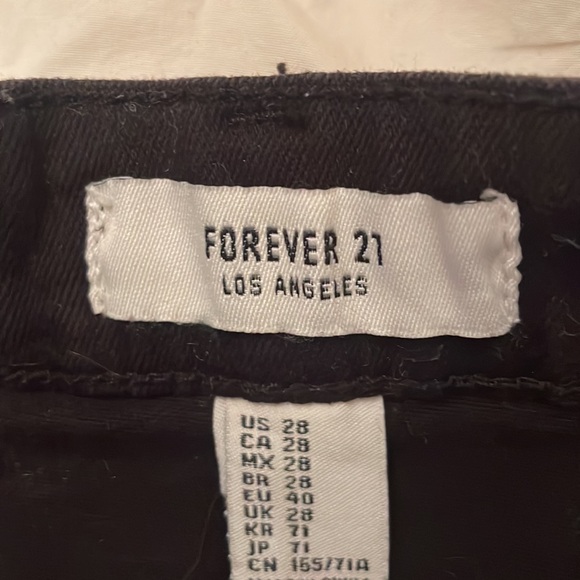 FOREVER 21
LOS ANGELES
US 28
CA 28
MX 28
BR 28
EU 40
UK 28
KR 71
JP 71
CN 155/71A